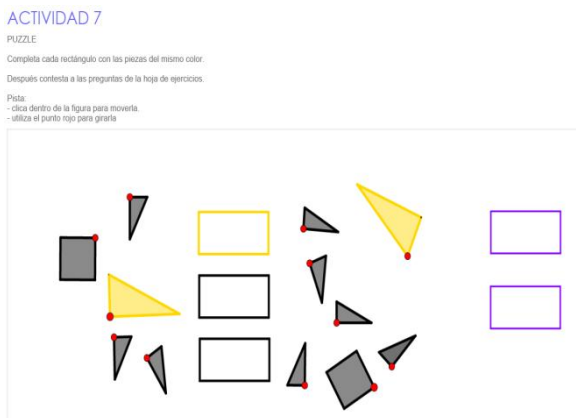 ACTIVIDAD 7
PUZZLE
Completa cada rectángulo con las piezas del mismo color.
Después contesta a las preguntas de la hoja de ejercicios.
Pista:
- clica dentro de la figura para moverla.
- utiliza el punto rojo para girarla